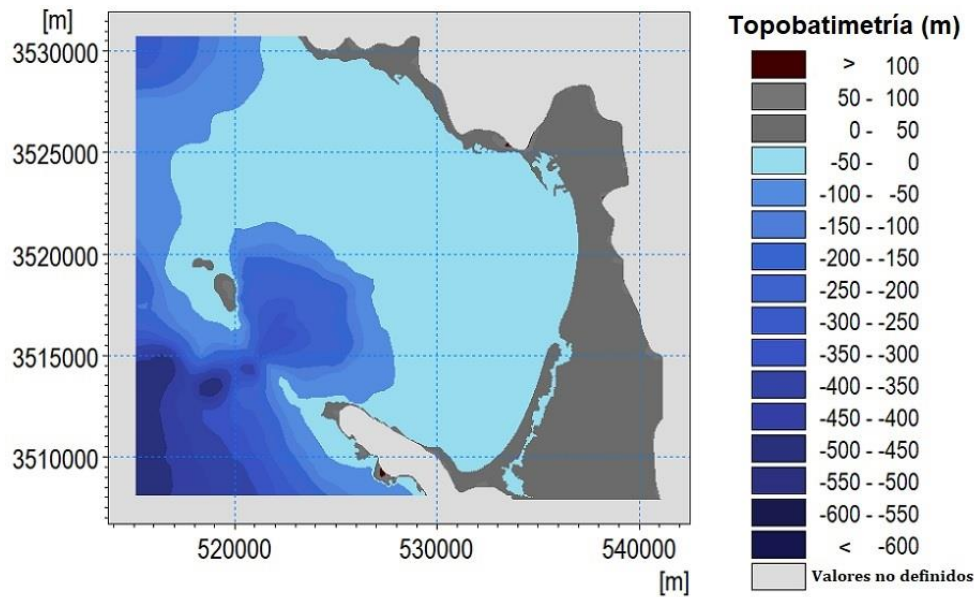 [m]
3530000
3525000
3520000
3515000
3510000
520000
530000
540000
[m]
Topobatimetría (m)
> 100
50 - 100
0 - 50
-50 - 0
-100 - -50
-150 - -100
-200 - -150
-250 - -200
-300 - -250
-350 - -300
-400 - -350
-450 - -400
-500 - -450
-550 - -500
-600 - -550
< -600
Valores no definidos